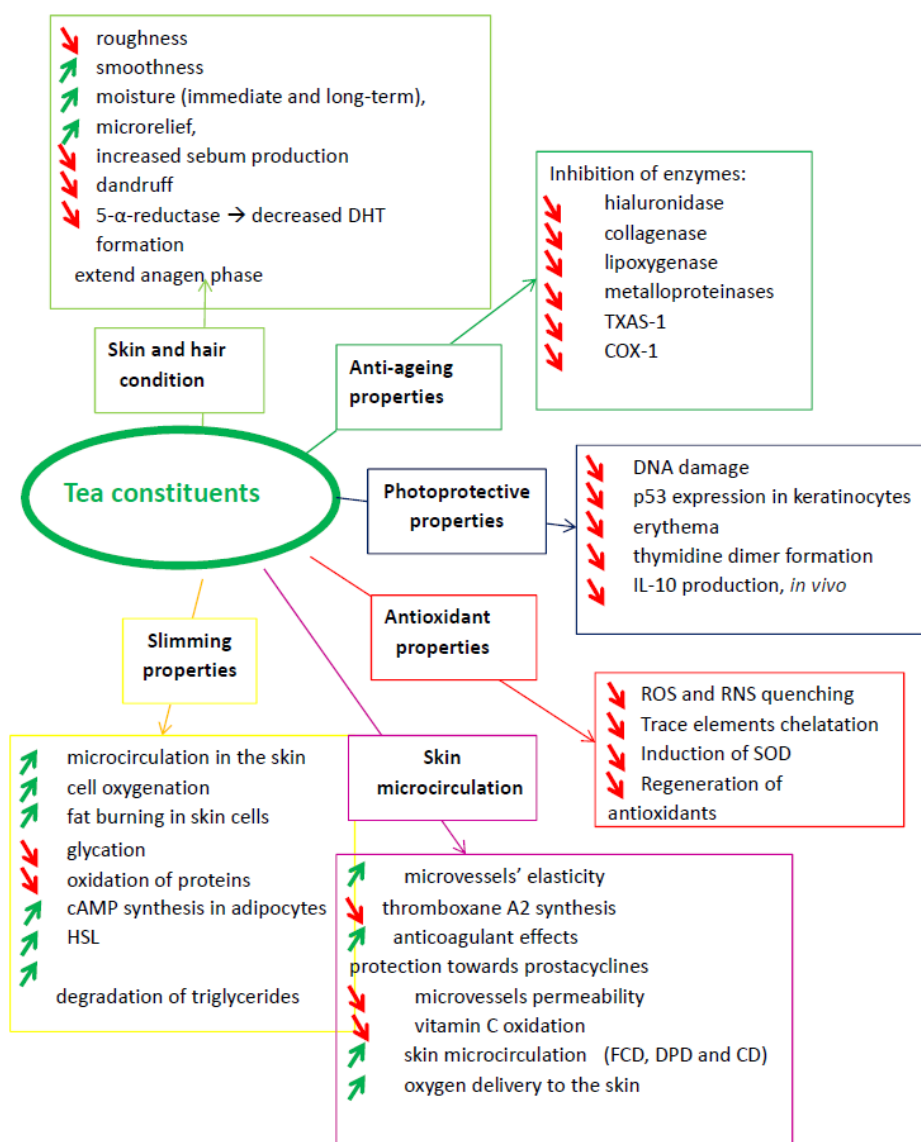 roughness
smoothness
moisture (immediate and long-term),
microrelief,
increased sebum production
dandruff
5-α-reductase → decreased DHT
formation
extend anagen phase
Inhibition of enzymes:
hialuronidase
collagenase
lipoxygenase
metalloproteinases
TXAS-1
COX-1
Skin and hair
condition
Anti-ageing
properties
Tea constituents
Photoprotective
properties
DNA damage
p53 expression in keratinocytes
erythema
thymidine dimer formation
IL-10 production, in vivo
Slimming
properties
Antioxidant
properties
ROS and RNS quenching
Trace elements chelatation
Induction of SOD
Regeneration of
antioxidants
Skin
microcirculation
microcirculation in the skin
cell oxygenation
fat burning in skin cells
glycation
oxidation of proteins
cAMP synthesis in adipocytes
HSL
degradation of triglycerides
microvessels’ elasticity
thromboxane A2 synthesis
anticoagulant effects
protection towards prostacyclines
microvessels permeability
vitamin C oxidation
skin microcirculation (FCD, DPD and CD)
oxygen delivery to the skin